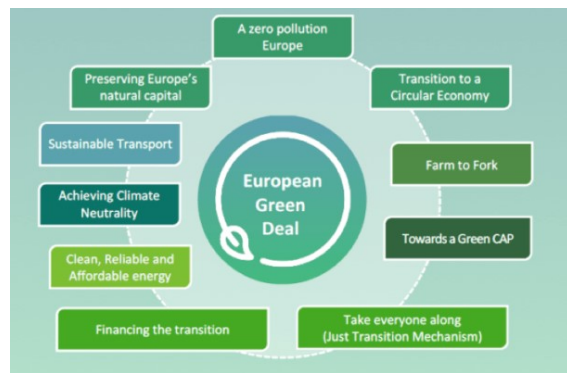 A zero pollution
Europe
Preserving Europe's
natural capital
Transition to a
Circular Economy
Sustainable Transport
Farm to Fork
European
Green
Deal
Achieving Climate
Neutrality
Towards a Green CAP
Clean, Reliable and
Affordable energy
Financing the transition
Take everyone along
(Just Transition Mechanism)